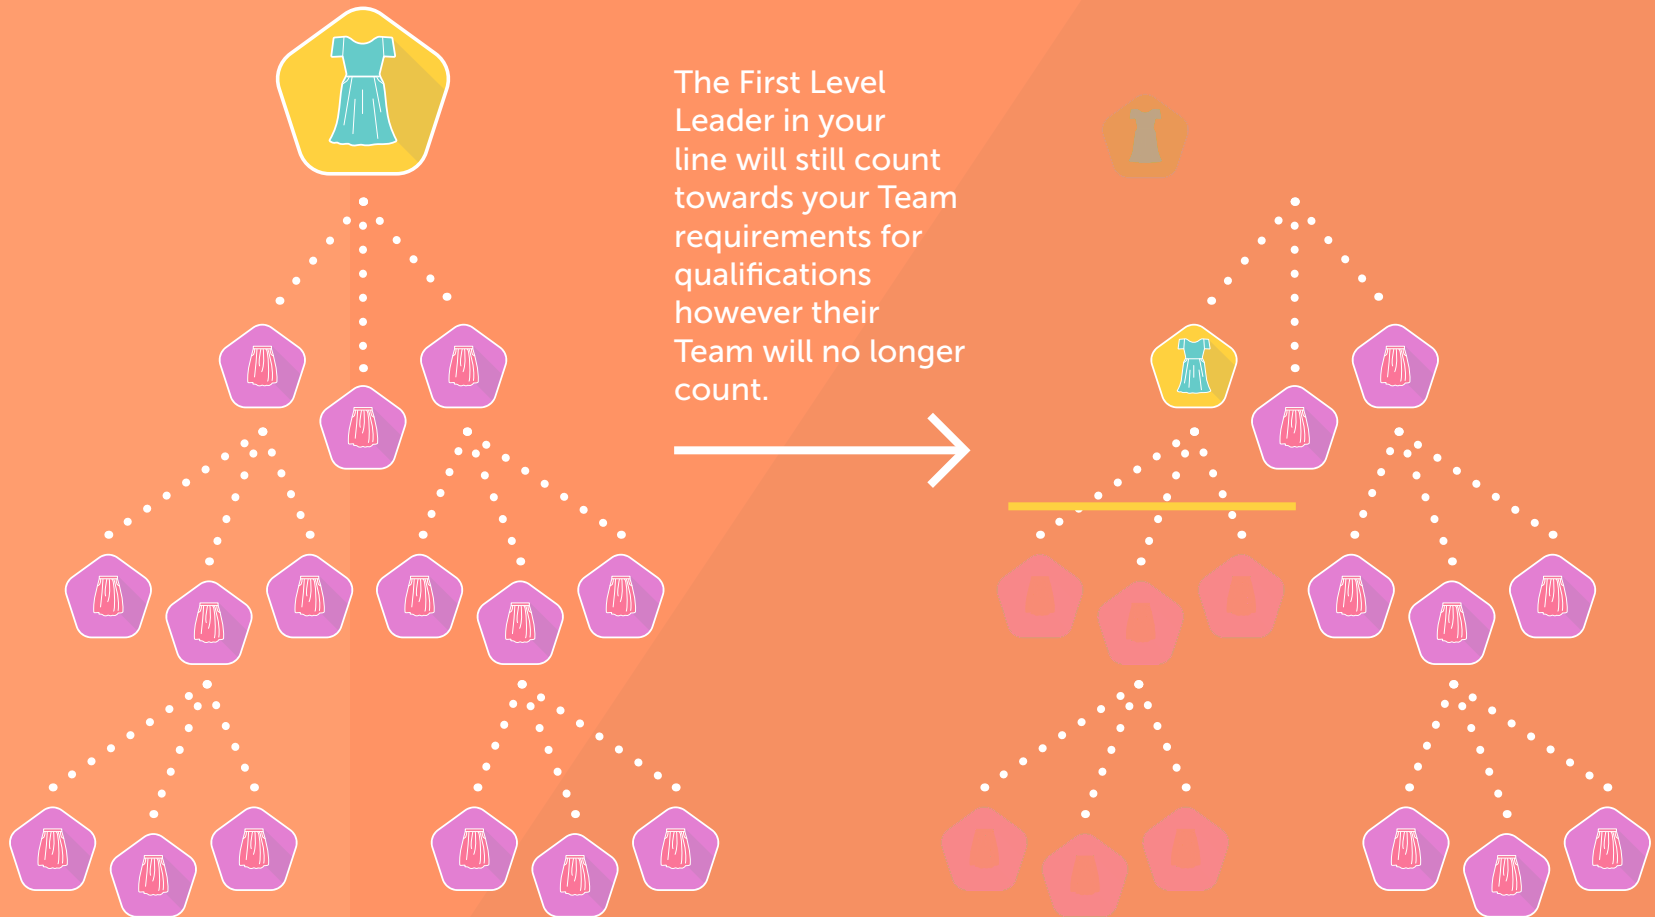 The First Level
Leader in your
line will still count
towards your Team
requirements for
qualifications
however their
Team will no longer
count.